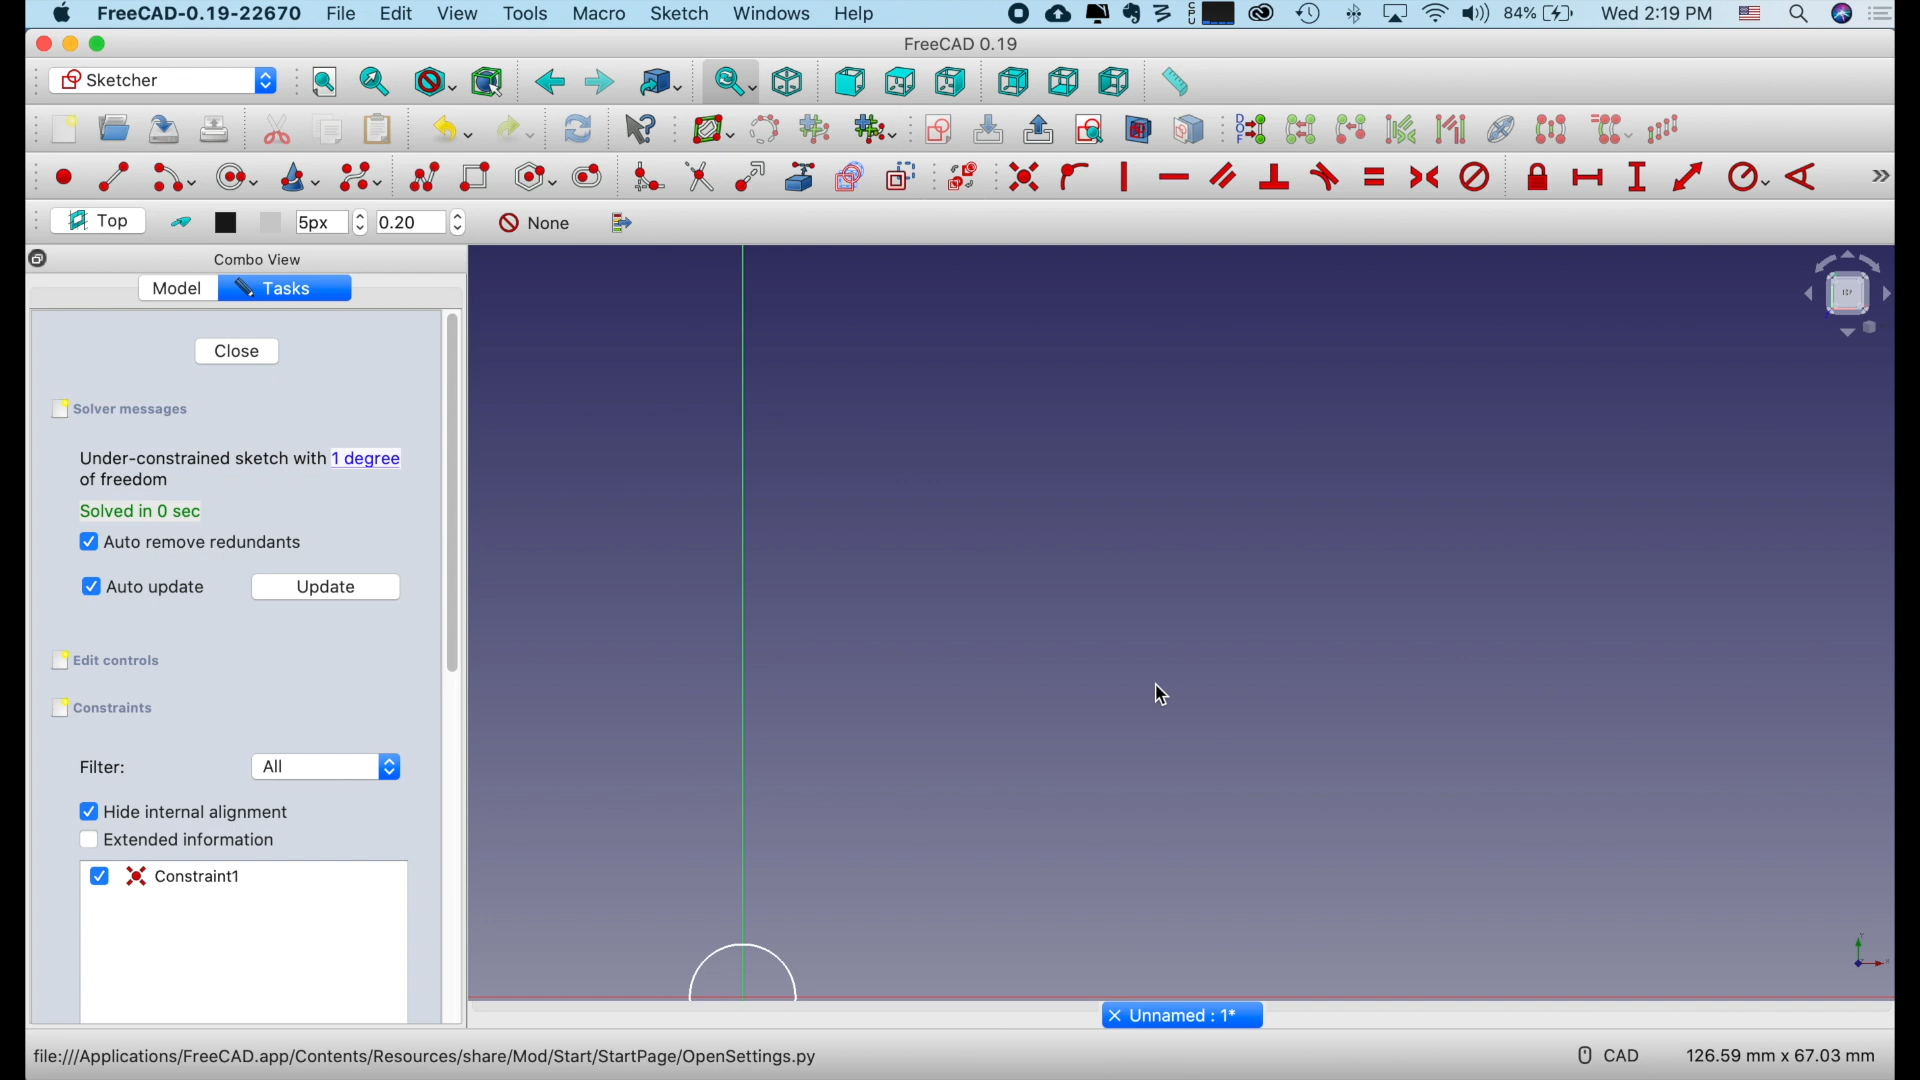 FreeCAD-0.19-22670 File Edit View Tools Macro Sketch Windows Help 84% Wed 2:19 PM
FreeCAD 0.19
Sketcher
Top 5px 0.20 None
Combo View
Model Tasks
Close
Solver messages
Under-constrained sketch with 1 degree
of freedom
Solved in 0 sec
Auto remove redundants
Auto update Update
Edit controls
Constraints
Filter: All
Hide internal alignment
Extended information
Constraint1
Unnamed : 1*
file:///Applications/FreeCAD.app/Contents/Resources/share/Mod/Start/StartPage/OpenSettings.py CAD 126.59 mm x 67.03 mm